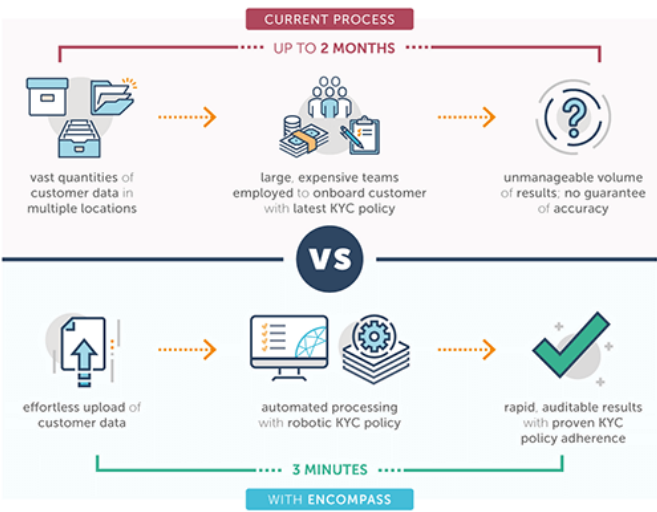 CURRENT PROCESS
UP TO 2 MONTHS
vast quantities of
customer data in
multiple locations
large, expensive teams
employed to onboard customer
with latest KYC policy
unmanageable volume
of results; no guarantee
of accuracy
VS
effortless upload of
customer data
automated processing
with robotic KYC policy
rapid, auditable results
with proven KYC
policy adherence
3 MINUTES
WITH ENCOMPASS